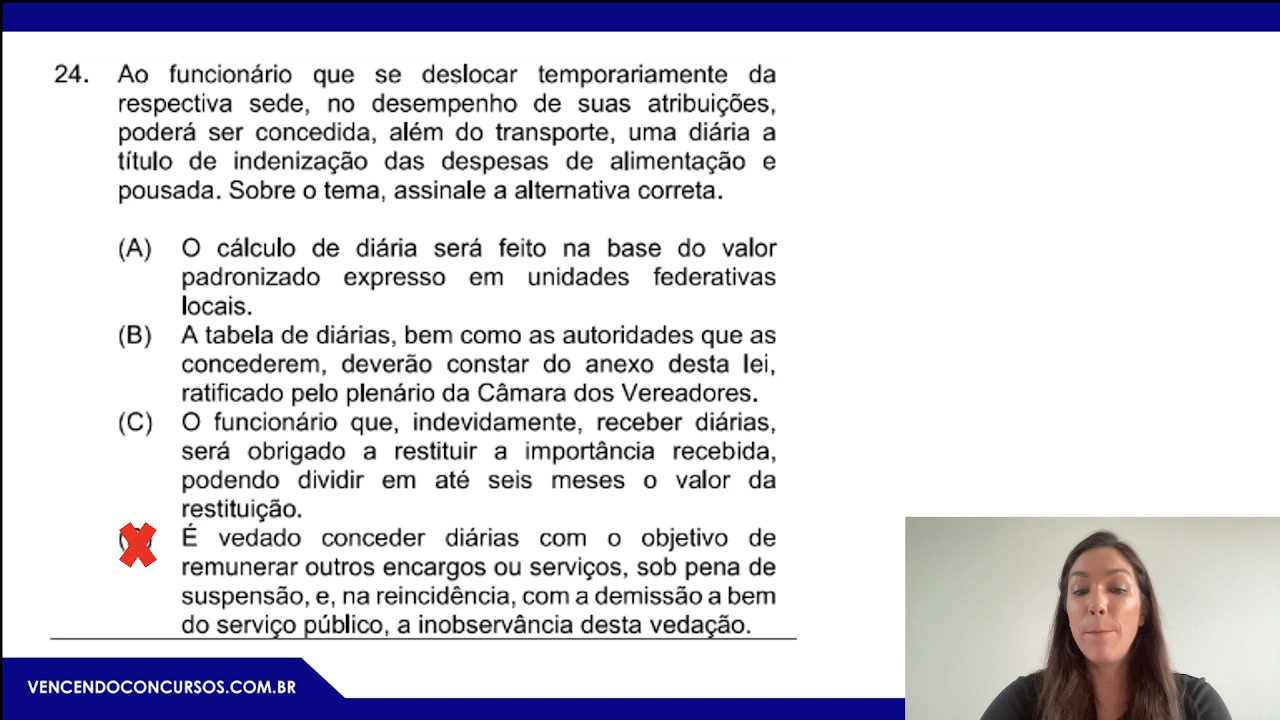 24. Ao funcionário que se deslocar temporariamente da
respectiva sede, no desempenho de suas atribuições,
poderá ser concedida, além do transporte, uma diária a
título de indenização das despesas de alimentação e
pousada. Sobre o tema, assinale a alternativa correta.
(A) O cálculo de diária será feito na base do valor
padronizado expresso em unidades federativas
locais.
(B) A tabela de diárias, bem como as autoridades que as
concederem, deverão constar do anexo desta lei,
ratificado pelo plenário da Câmara dos Vereadores.
(C) O funcionário que, indevidamente, receber diárias,
será obrigado a restituir a importância recebida,
podendo dividir em até seis meses o valor da
restituição.
É vedado conceder diárias com o objetivo de
remunerar outros encargos ou serviços, sob pena de
suspensão, e, na reincidência, com a demissão a bem
do serviço público, a inobservância desta vedação.
VENCENDOCONCURSOS.COM.BR